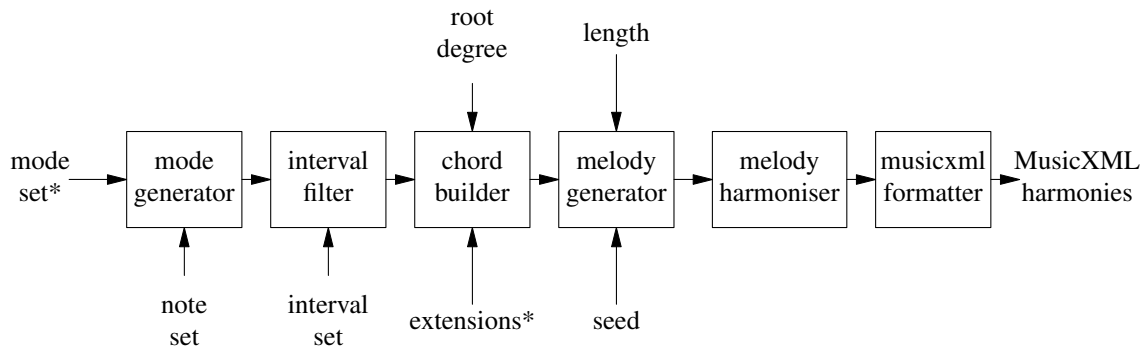 root
degree
length
mode
set*
mode
generator
interval
filter
chord
builder
melody
generator
melody
harmoniser
musicxml
formatter
MusicXML
harmonies
note
set
interval
set
extensions*
seed